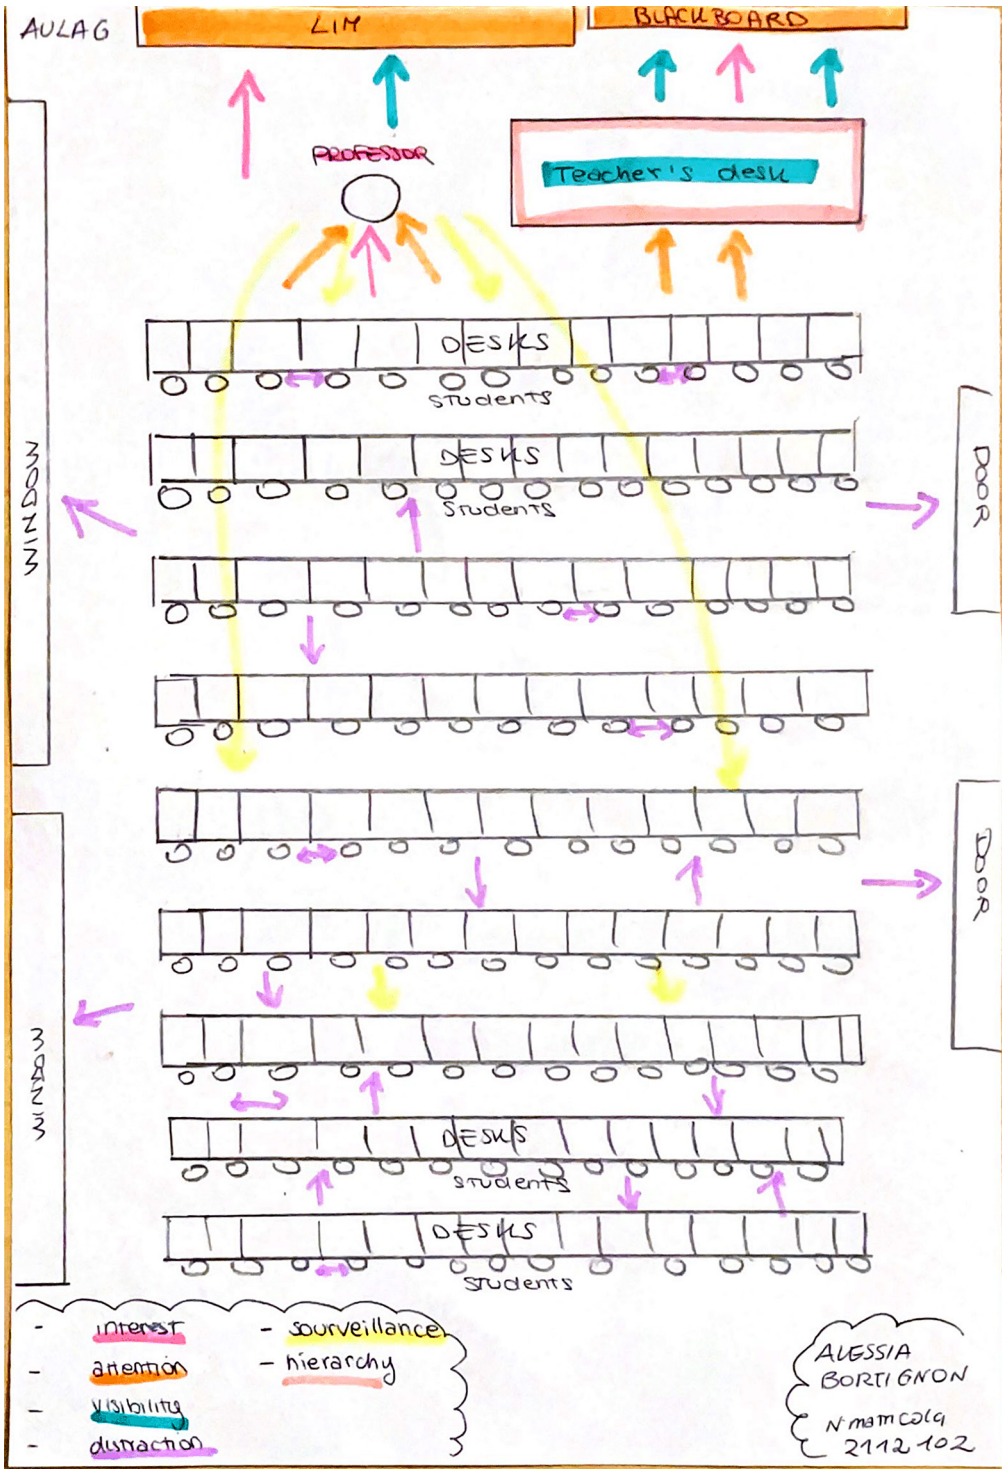 AULA G
LIM
BLACKBOARD
PROFESSOR
Teacher's desk
DESKS
students
DESKS
students
WINDOW
DOOR
DOOR
DESKS
students
DESKS
students
- interest
- attention
- visibility
- distraction
- sourveillance
- hierarchy
ALESSIA
BORTIGNON
N matricola
2112102